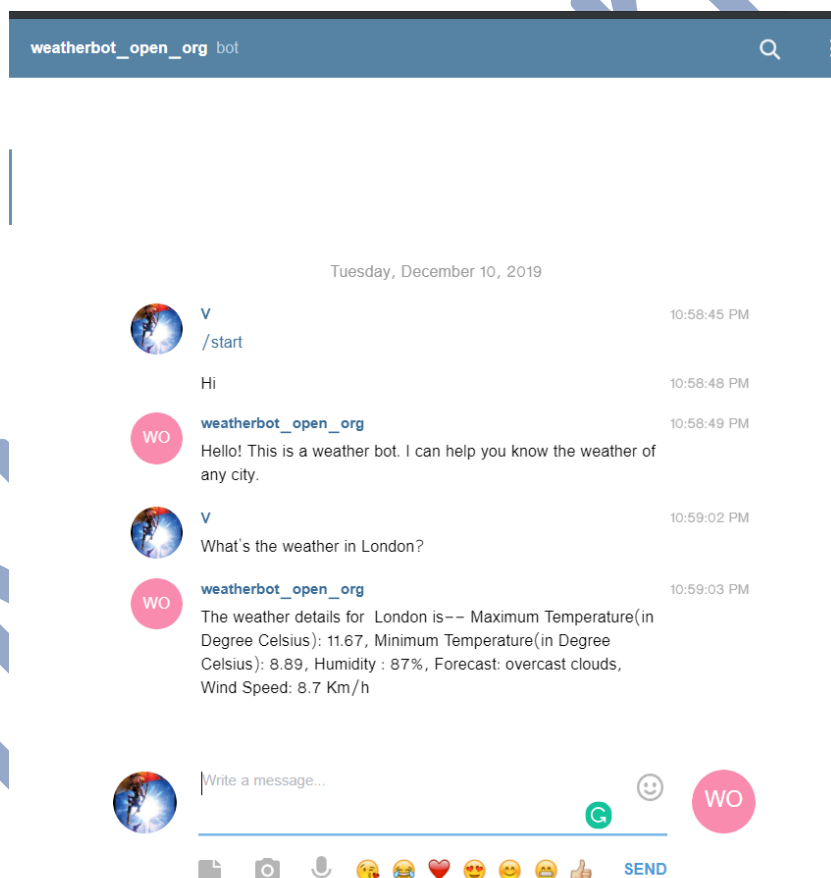 weatherbot_open_org bot
Tuesday, December 10, 2019
V 10:58:45 PM
/start
Hi 10:58:48 PM
weatherbot_open_org 10:58:49 PM
WO
Hello! This is a weather bot. I can help you know the weather of
any city.
V 10:59:02 PM
What's the weather in London?
weatherbot_open_org 10:59:03 PM
WO
The weather details for London is-- Maximum Temperature(in
Degree Celsius): 11.67, Minimum Temperature(in Degree
Celsius): 8.89, Humidity : 87%, Forecast: overcast clouds,
Wind Speed: 8.7 Km/h
Write a message...
WO
SEND